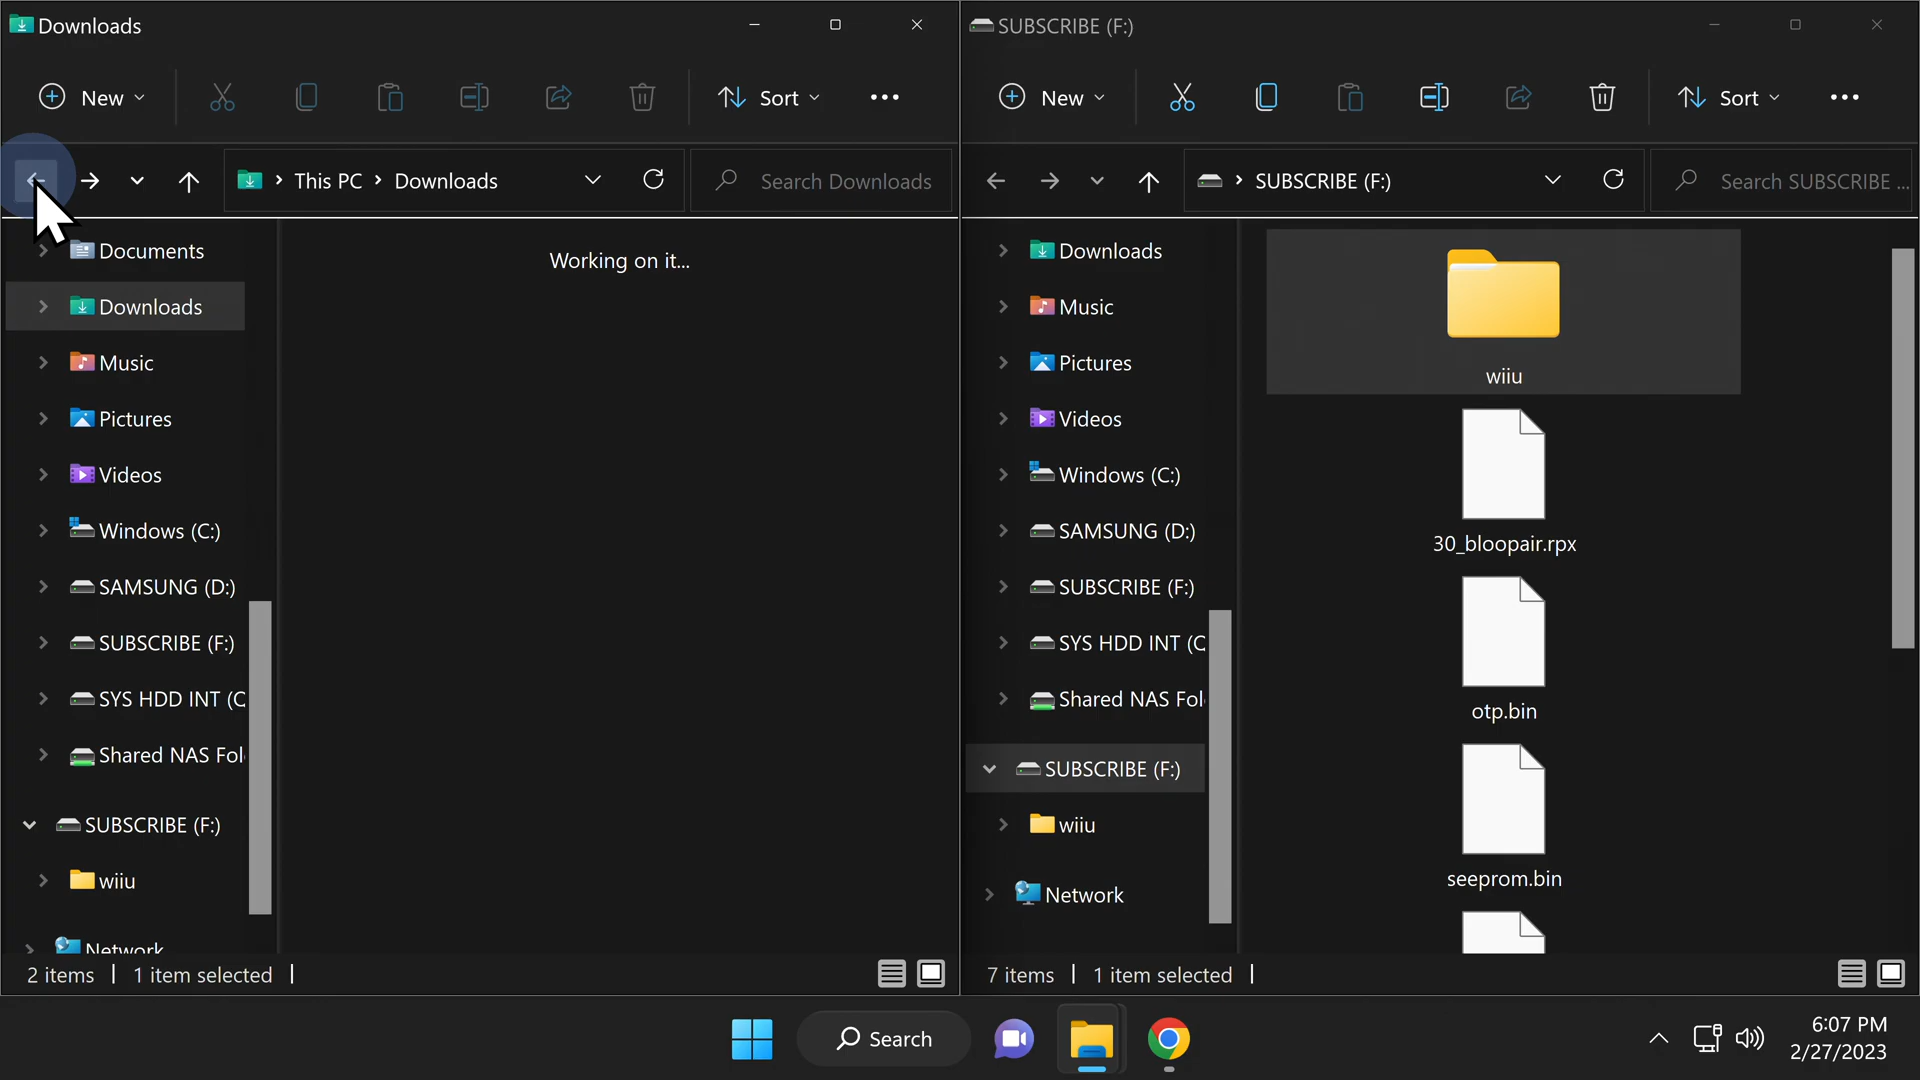 Downloads
New
Sort
This PC
Downloads
Search Downloads
Documents
Downloads
Music
Pictures
Videos
Windows (C:)
SAMSUNG (D:)
SUBSCRIBE (F:)
SYS HDD INT (
Shared NAS Fol
SUBSCRIBE (F:)
wiiu
Network
Working on it...
2 items
1 item selected
SUBSCRIBE (F:)
New
Sort
SUBSCRIBE (F:)
Search SUBSCRIBE ...
Downloads
Music
Pictures
Videos
Windows (C:)
SAMSUNG (D:)
SUBSCRIBE (F:)
SYS HDD INT (
Shared NAS Fol
SUBSCRIBE (F:)
wiiu
Network
wiiu
30_bloopair.rpx
otp.bin
seeprom.bin
7 items
1 item selected
Search
6:07 PM
2/27/2023